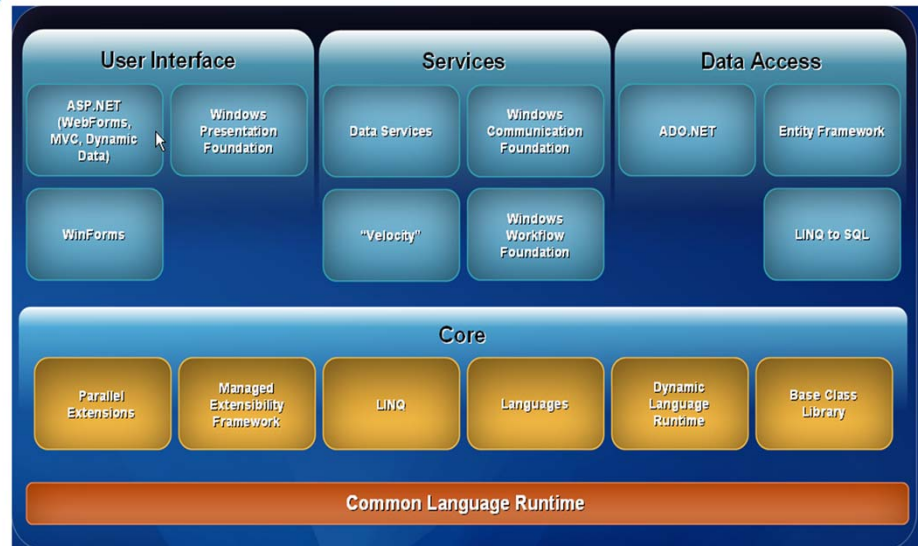 User Interface
ASP.NET
(WebForms,
MVC, Dynamic
Data)
Windows
Presentation
Foundation
WinForms
Services
Data Services
Windows
Communication
Foundation
"Velocity"
Windows
Workflow
Foundation
Data Access
ADO.NET
Entity Framework
LINQ to SQL
Core
Parallel
Extensions
Managed
Extensibility
Framework
LINQ
Languages
Dynamic
Language
Runtime
Base Class
Library
Common Language Runtime